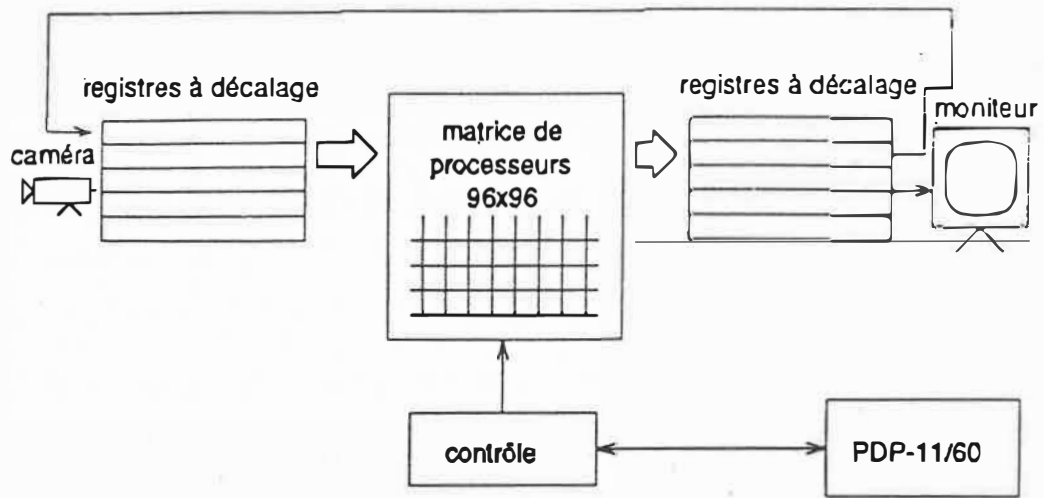 registres à décalage
registres à décalage
moniteur
caméra
matrice de
processeurs
96x96
contrôle
PDP-11/60